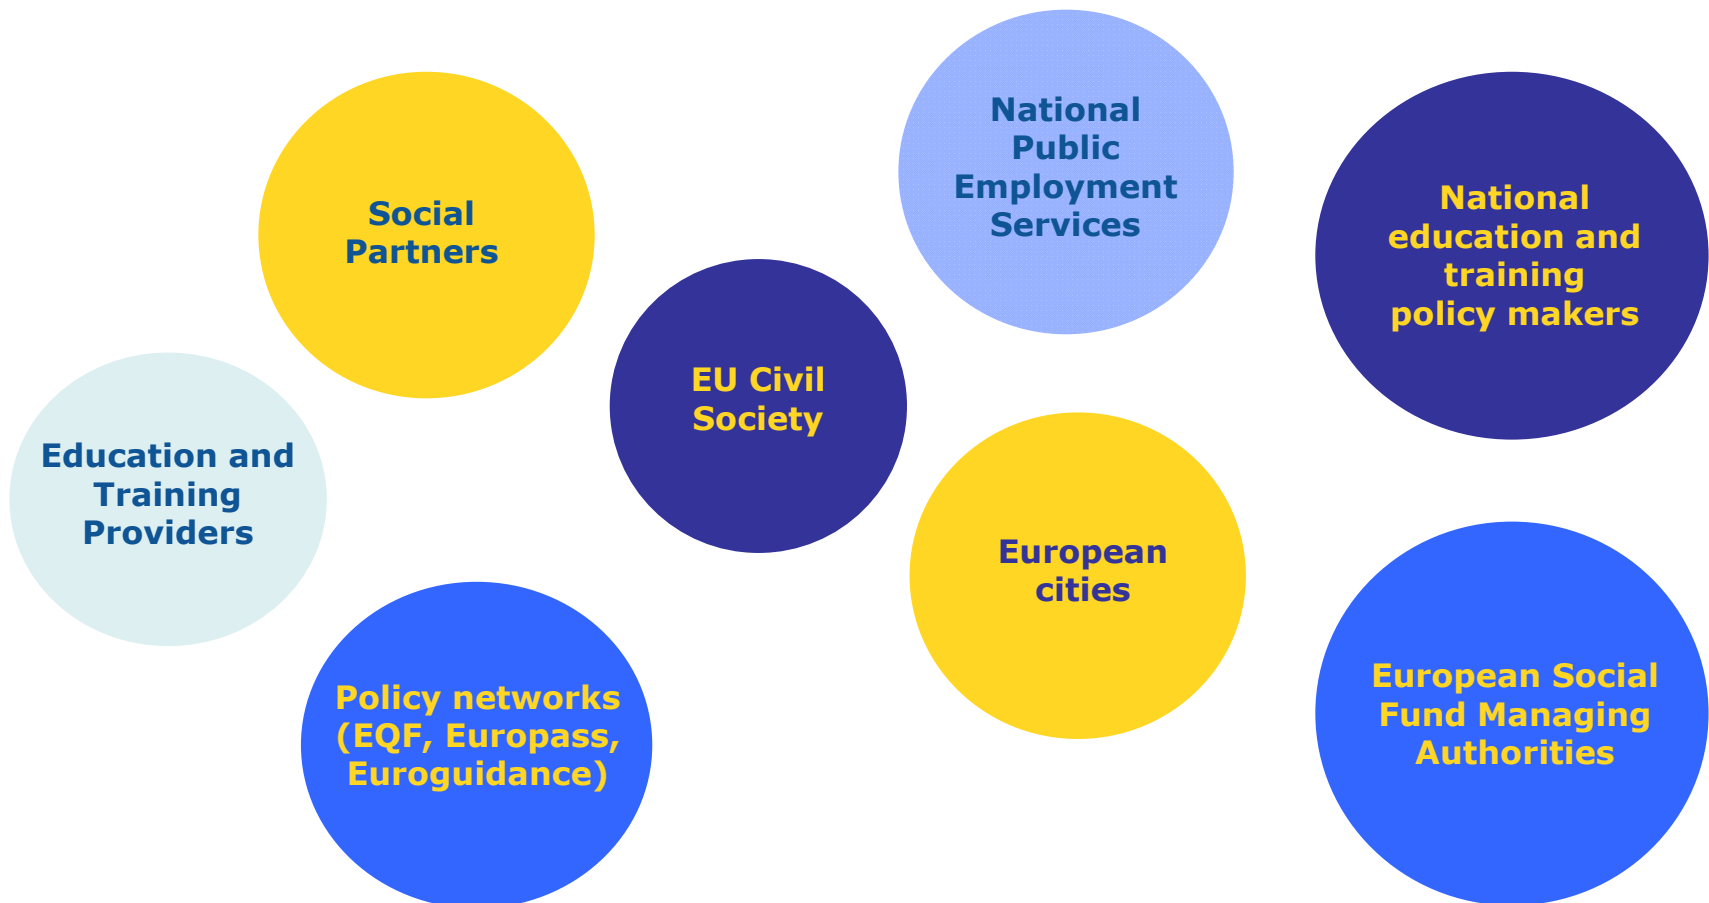 National
Public
Employment
Services
Social
Partners
National
education and
training
policy makers
EU Civil
Society
Education and
Training
Providers
European
cities
Policy networks
(EQF, Europass,
Euroguidance)
European Social
Fund Managing
Authorities